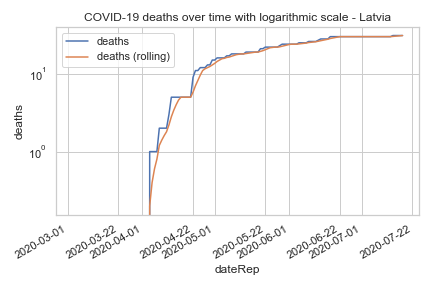 COVID-19 deaths over time with logarithmic scale - Latvia
deaths
deaths (rolling)
10¹
10⁰
deaths
2020-03-01
2020-03-22
2020-04-01
2020-04-22
2020-05-01
2020-05-22
2020-06-01
2020-06-22
2020-07-01
2020-07-22
dateRep